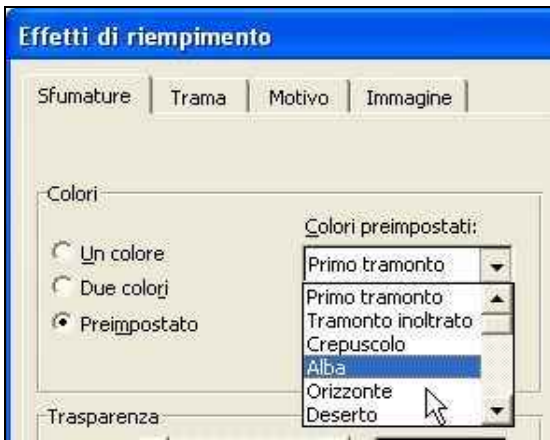 Effetti di riempimento
Sfumature
Trama
Motivo
Immagine
Colori
Un colore
Due colori
Preimpostato
Colori preimpostati:
Primo tramonto
Primo tramonto
Tramonto inoltrato
Crepuscolo
Alba
Orizzonte
Deserto
Trasparenza